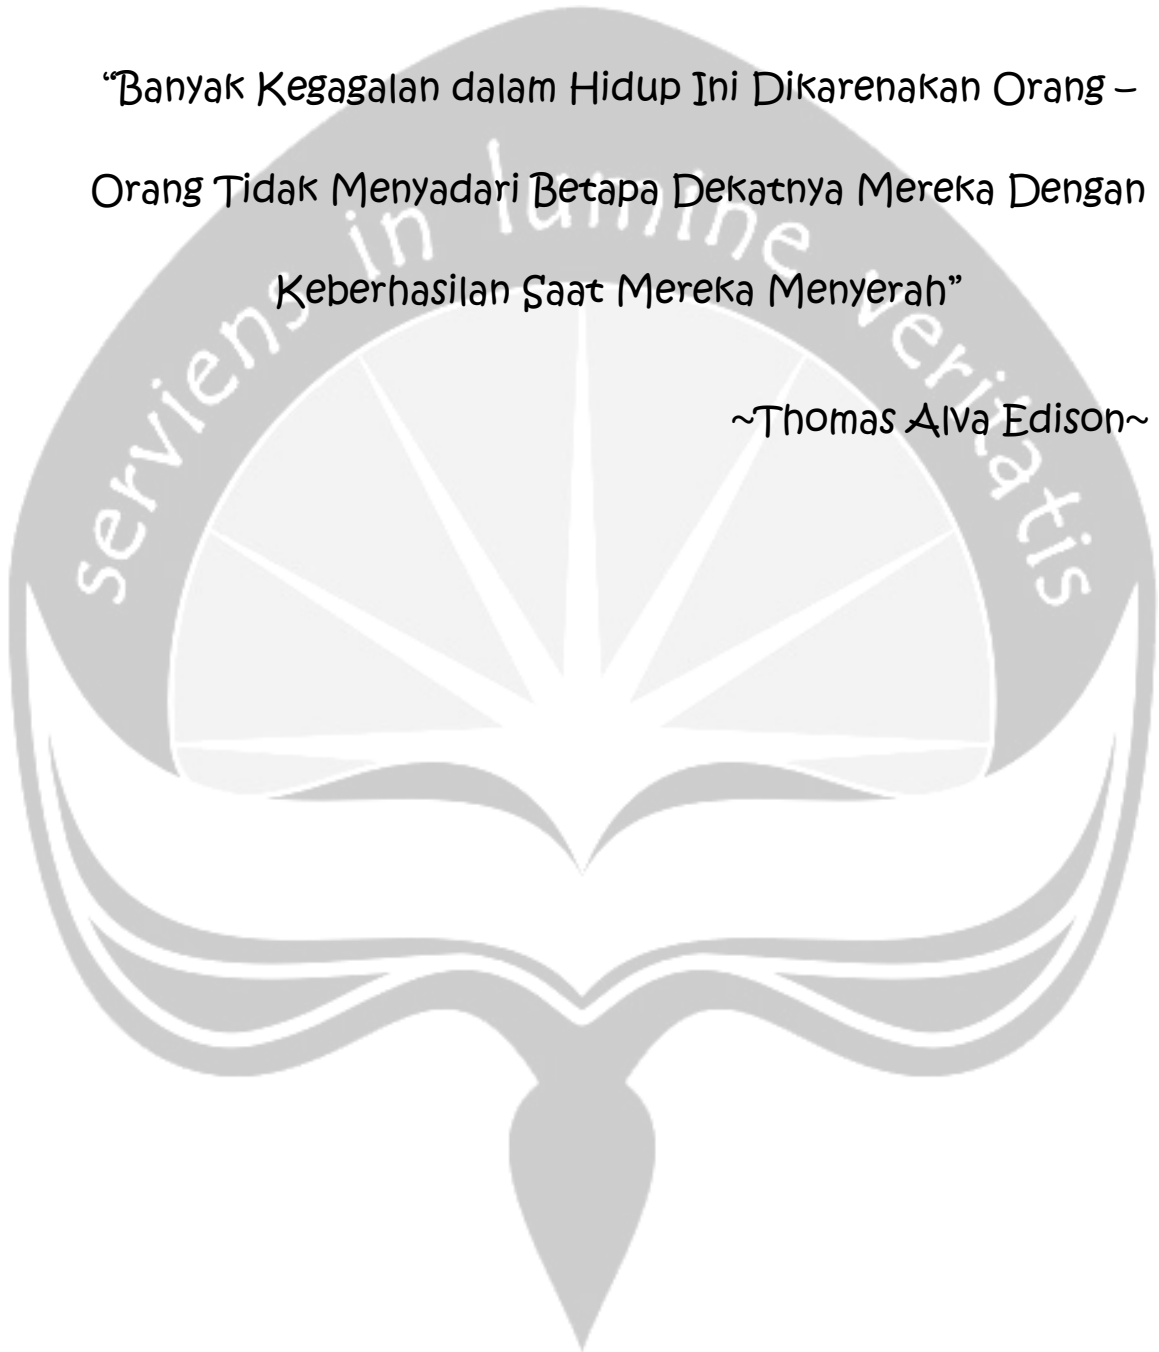 “Banyak Kegagalan dalam Hidup Ini Dikarenakan Orang –
Orang Tidak Menyadari Betapa Dekatnya Mereka Dengan
Keberhasilan Saat Mereka Menyerah”
~Thomas Alva Edison~
serviens in lumine veritatis